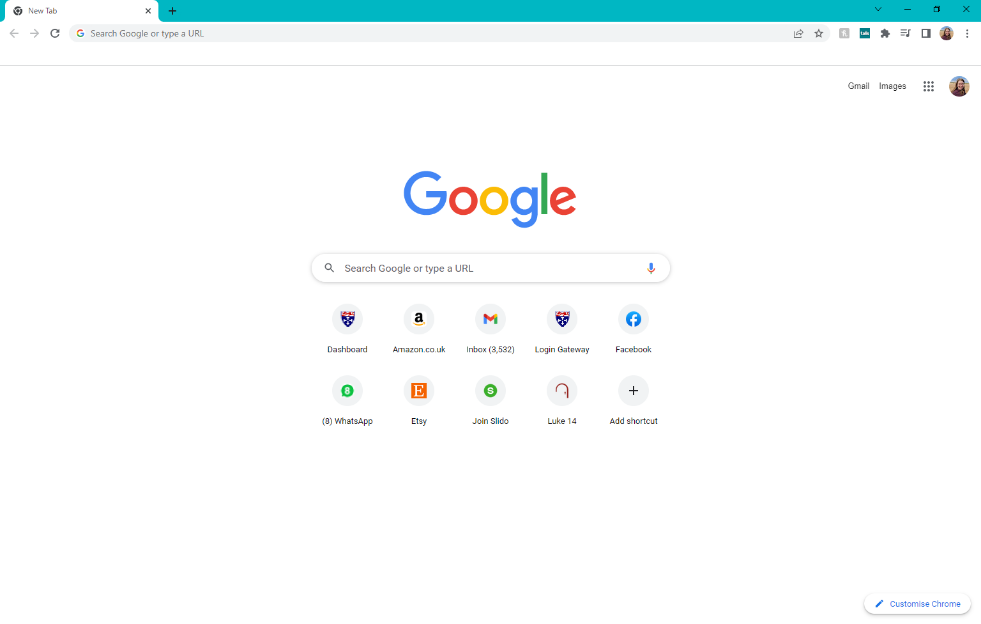 New Tab
Search Google or type a URL
talk
Gmail Images
Google
Search Google or type a URL
Dashboard Amazon.co.uk Inbox (3,532) Login Gateway Facebook
(8) WhatsApp Etsy Join Slido Luke 14 Add shortcut
Customise Chrome